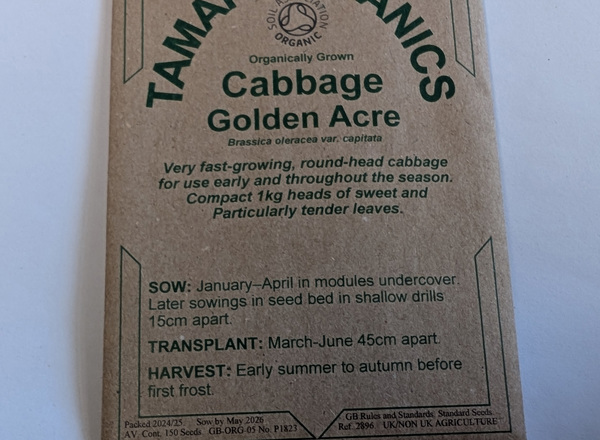 TAMAR ORGANICS
SOIL ASSOCIATION
ORGANIC
Organically Grown
Cabbage
Golden Acre
Brassica oleracea var. capitata
Very fast-growing, round-head cabbage
for use early and throughout the season.
Compact 1kg heads of sweet and
Particularly tender leaves.
SOW: January–April in modules undercover.
Later sowings in seed bed in shallow drills
15cm apart.
TRANSPLANT: March-June 45cm apart.
HARVEST: Early summer to autumn before
first frost.
Packed 2024/25 Sow by May 2026
AV. Cont. 150 Seeds GB-ORG-05 No. P1823
GB Rules and Standards. Standard Seeds.
Ref. 2896 UK/NON UK AGRICULTURE